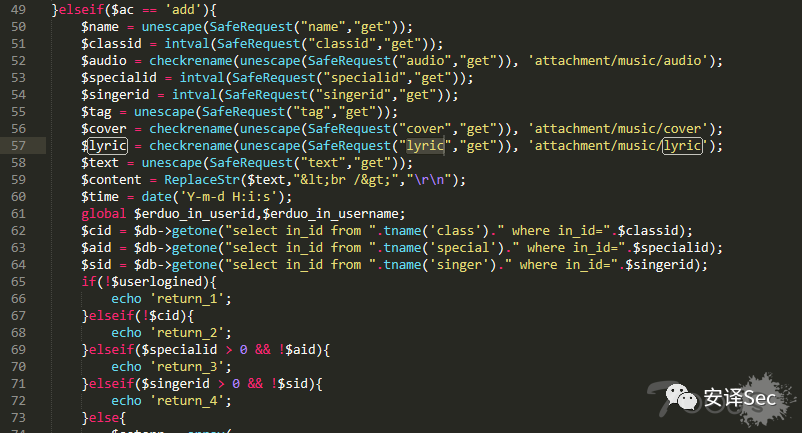 49 }elseif($ac == 'add'){
50 $name = unescape(SafeRequest("name","get"));
51 $classid = intval(SafeRequest("classid","get"));
52 $audio = checkrename(unescape(SafeRequest("audio","get")), 'attachment/music/audio');
53 $specialid = intval(SafeRequest("specialid","get"));
54 $singerid = intval(SafeRequest("singerid","get"));
55 $tag = unescape(SafeRequest("tag","get"));
56 $cover = checkrename(unescape(SafeRequest("cover","get")), 'attachment/music/cover');
57 $lyric = checkrename(unescape(SafeRequest("lyric","get")), 'attachment/music/lyric');
58 $text = unescape(SafeRequest("text","get"));
59 $content = ReplaceStr($text,"&lt;br /&gt;","\r\n");
60 $time = date('Y-m-d H:i:s');
61 global $erduo_in_userid,$erduo_in_username;
62 $cid = $db->getone("select in_id from ".tname('class')." where in_id=".$classid);
63 $aid = $db->getone("select in_id from ".tname('special')." where in_id=".$specialid);
64 $sid = $db->getone("select in_id from ".tname('singer')." where in_id=".$singerid);
65 if(!$userlogined){
66 echo 'return_1';
67 }elseif(!$cid){
68 echo 'return_2';
69 }elseif($specialid > 0 && !$aid){
70 echo 'return_3';
71 }elseif($singerid > 0 && !$sid){
72 echo 'return_4';
73 }else{
安译Sec